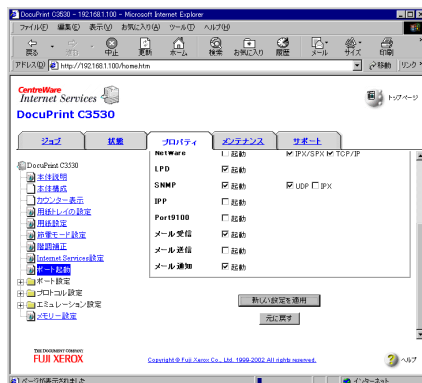 DocuPrint C3530 - 192.168.1.100 - Microsoft Internet Explorer
ファイル(F) 編集(E) 表示(V) お気に入り(A) ツール(T) ヘルプ(H)
戻る 進む 中止 更新 ホーム 検索 お気に入り 履歴 メール サイズ 印刷
アドレス(D) http://192.168.1.100/home.htm 移動 リンク
CentreWare
Internet Services
トップページ
DocuPrint C3530
ジョブ 状態 プロパティ メンテナンス サポート
DocuPrint C3530
本体説明
本体構成
カウンター表示
用紙トレイの設定
用紙設定
節電モード設定
階調補正
Internet Services設定
ポート起動
ポート設定
プロトコル設定
エミュレーション設定
メモリー設定
NetWare 起動 IPX/SPX TCP/IP
LPD 起動
SNMP 起動 UDP IPX
IPP 起動
Port9100 起動
メール受信 起動
メール送信 起動
メール通知 起動
新しい設定を適用
元に戻す
THE DOCUMENT COMPANY
FUJI XEROX
Copyright © Fuji Xerox Co., Ltd. 1999-2002 All rights reserved.
ヘルプ
ページが表示されました
インターネット